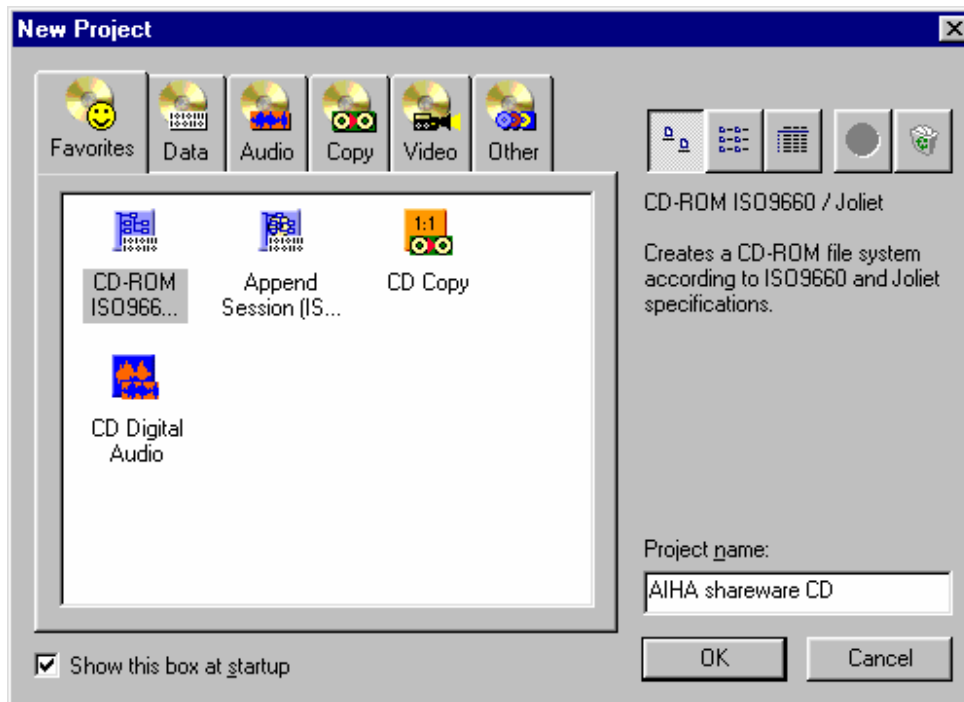 New Project
Favorites
Data
Audio
Copy
Video
Other
CD-ROM
ISO966...
Append
Session (IS...
1:1
CD Copy
CD Digital
Audio
CD-ROM ISO9660 / Joliet
Creates a CD-ROM file system
according to ISO9660 and Joliet
specifications.
Project name:
AIHA shareware CD
Show this box at startup
OK
Cancel